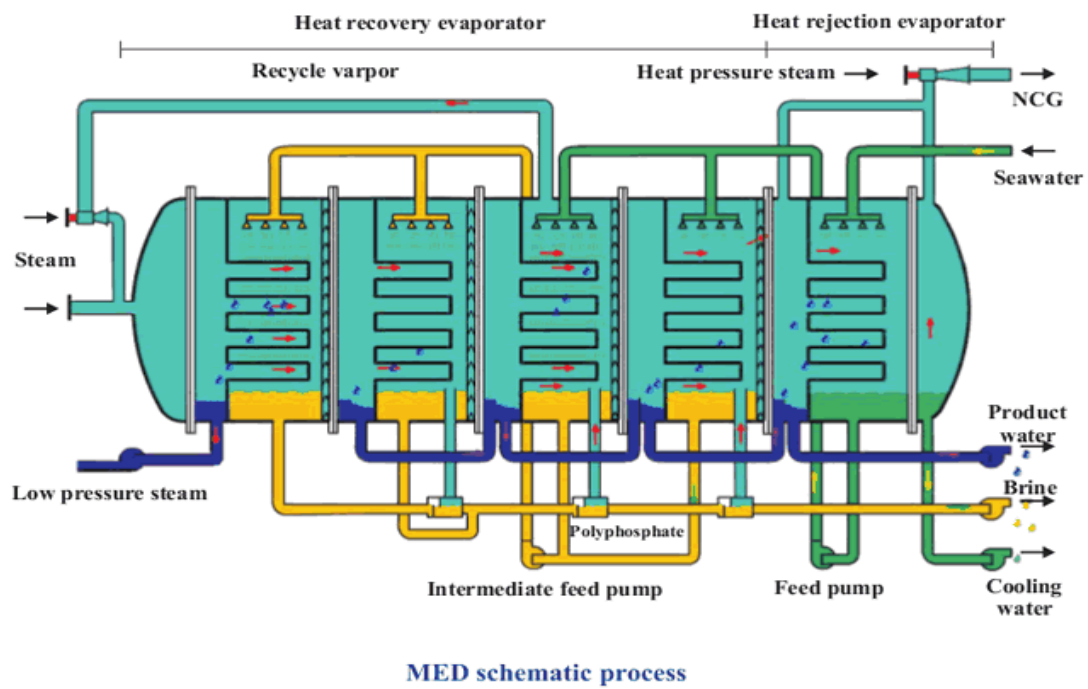 Heat recovery evaporator
Heat rejection evaporator
Recycle varpor
Heat pressure steam
NCG
Seawater
Steam
Product
water
Low pressure steam
Brine
Polyphosphate
Intermediate feed pump
Feed pump
Cooling
water
MED schematic process